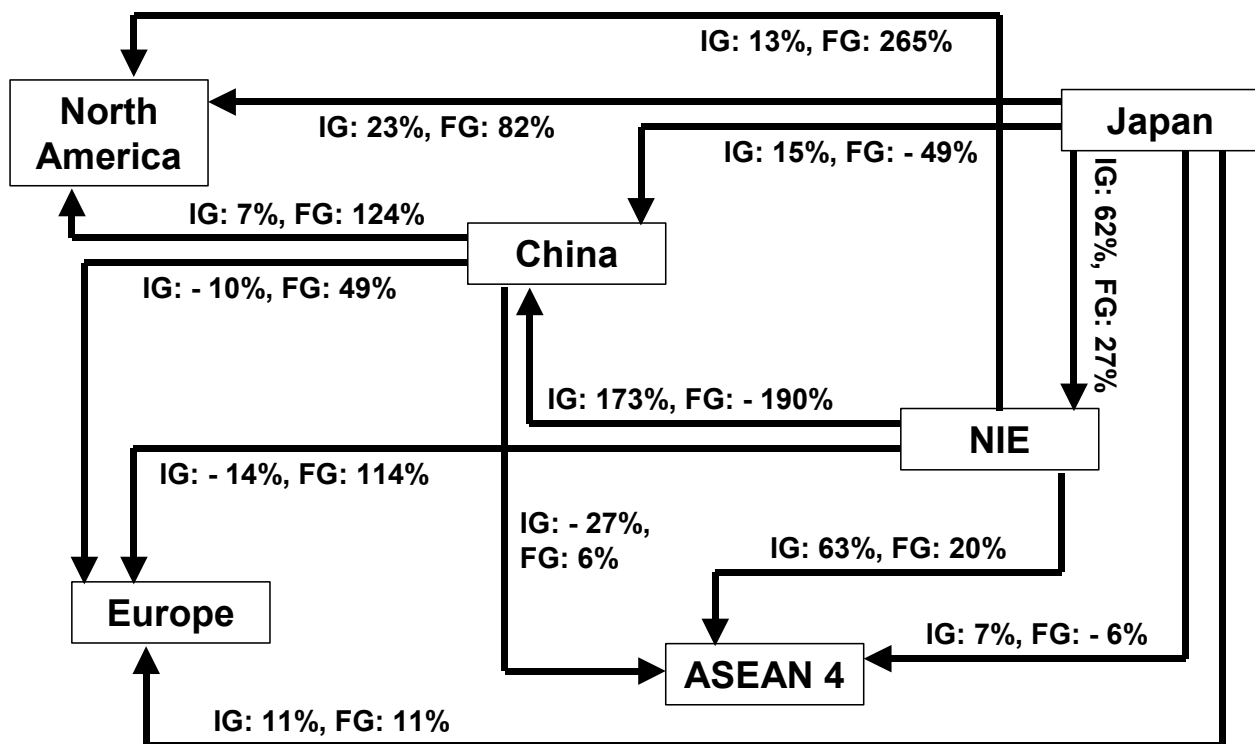 IG: 13%, FG: 265%
North
America
Japan
IG: 23%, FG: 82%
IG: 15%, FG: - 49%
IG: 62%, FG: 27%
IG: 7%, FG: 124%
China
IG: - 10%, FG: 49%
IG: 173%, FG: - 190%
NIE
IG: - 14%, FG: 114%
IG: - 27%,
FG: 6%
IG: 63%, FG: 20%
Europe
IG: 7%, FG: - 6%
ASEAN 4
IG: 11%, FG: 11%